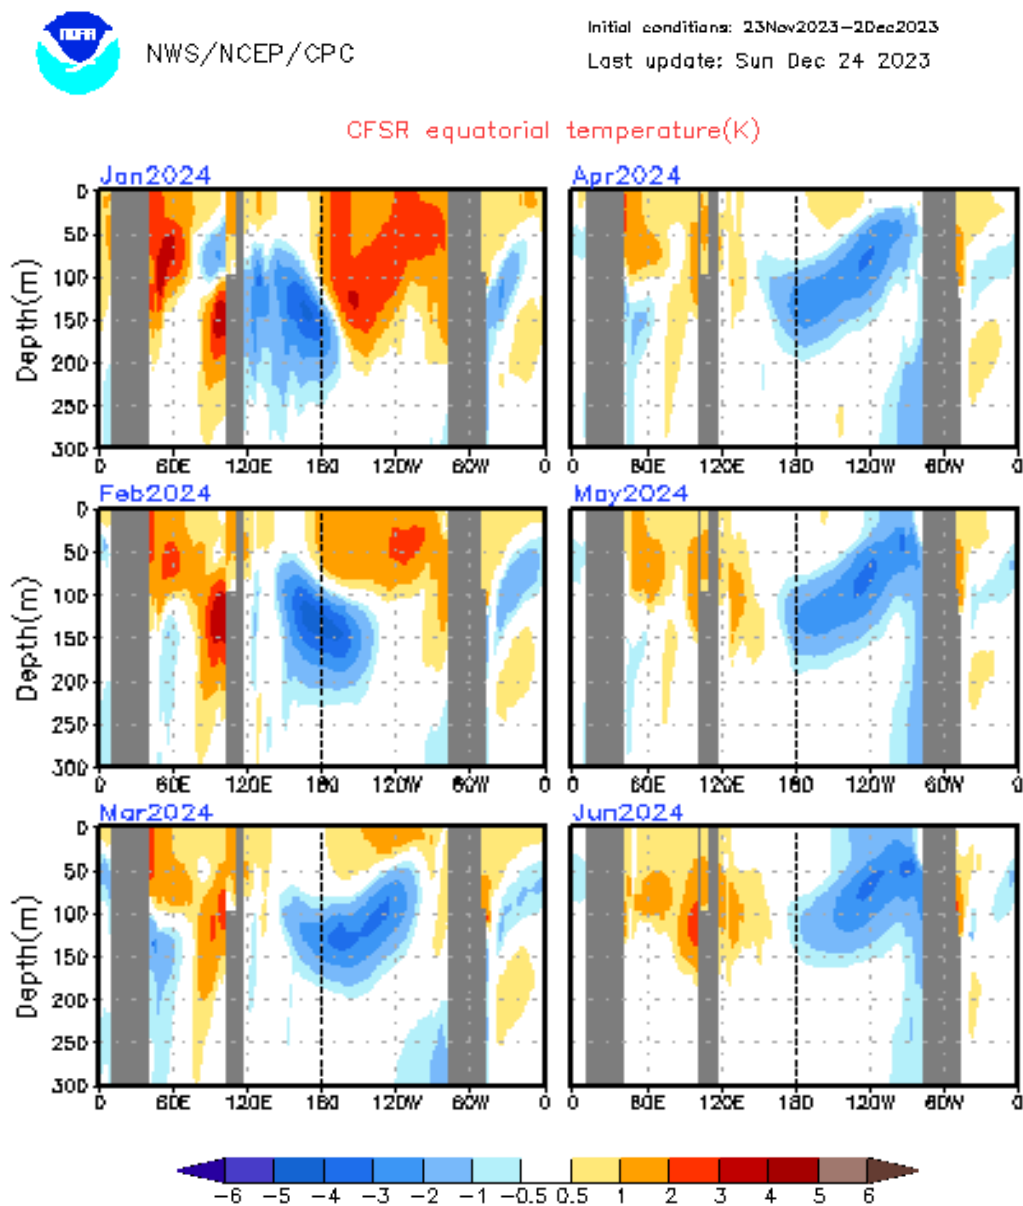 NOAA
NWS/NCEP/CPC
Initial conditions: 23Nov2023-2Dec2023
Last update: Sun Dec 24 2023
CFSR equatorial temperature(K)
Jan2024
Apr2024
0
50
100
150
200
250
300
Depth(m)
0 60E 120E 180 120W 60W 0
0 60E 120E 180 120W 60W 0
Feb2024
May2024
0
50
100
150
200
250
300
Depth(m)
0 60E 120E 180 120W 60W 0
0 60E 120E 180 120W 60W 0
Mar2024
Jun2024
0
50
100
150
200
250
300
Depth(m)
0 60E 120E 180 120W 60W 0
0 60E 120E 180 120W 60W 0
-6 -5 -4 -3 -2 -1 -0.5 0.5 1 2 3 4 5 6